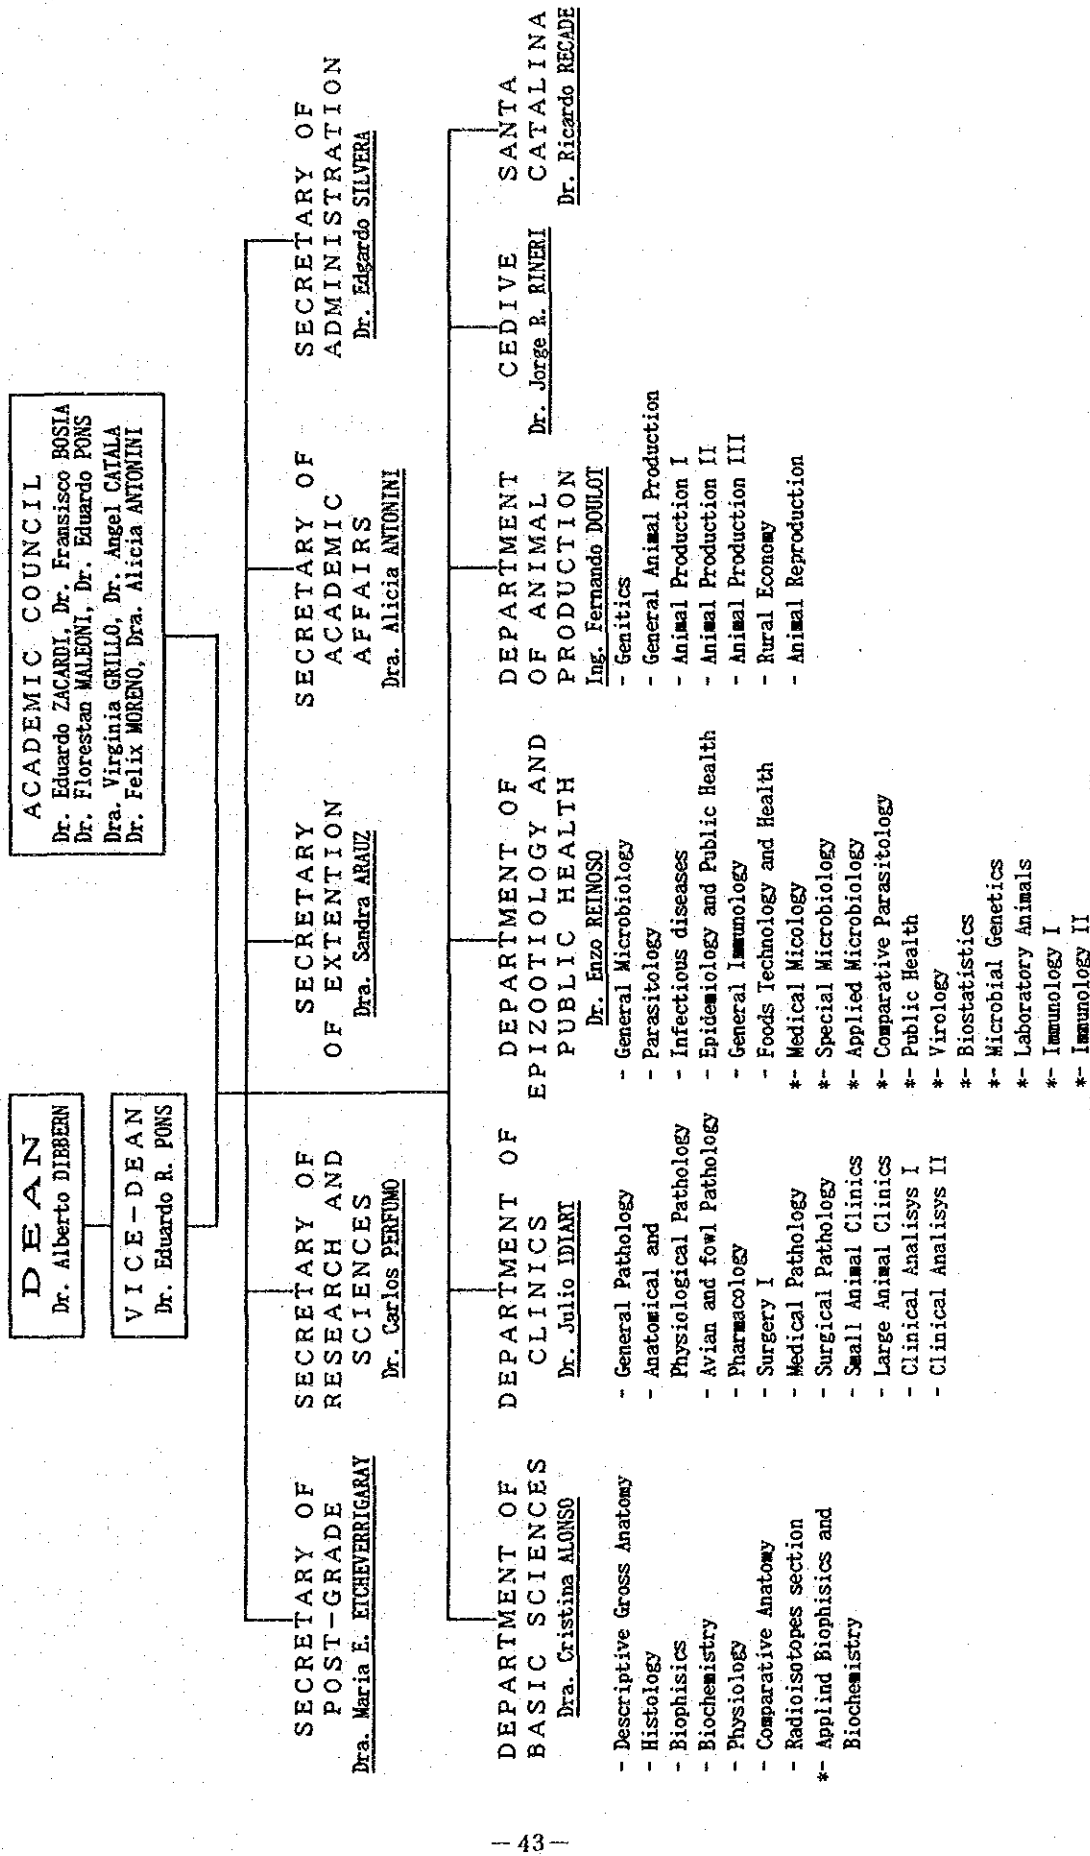 DEAN
Dr. Alberto DIBBERN
VICE-DEAN
Dr. Eduardo R. PONS
ACADEMIC COUNCIL
Dr. Eduardo ZACARDI, Dr. Fransisco BOSIA
Dr. Florestan MALEONI, Dr. Eduardo PONS
Dra. Virginia GRILLO, Dr. Angel CATALA
Dr. Felix MORENO, Dra. Alicia ANTONINI
SECRETARY OF
POST-GRADE
Dra. Maria E. ETCHEVERRIGARAY
SECRETARY OF
RESEARCH AND
SCIENCES
Dr. Carlos PERFUMO
SECRETARY
OF EXTENTION
Dra. Sandra ARAUZ
SECRETARY OF
ACADEMIC
AFFAIRS
Dra. Alicia ANTONINI
SECRETARY OF
ADMINISTRATION
Dr. Edgardo SILVERA
DEPARTMENT OF
BASIC SCIENCES
Dra. Cristina ALONSO
- Descriptive Gross Anatomy
- Histology
- Biophisics
- Biochemistry
- Physiology
- Comparative Anatomy
- Radioisotopes section
*- Applind Biophisics and
Biochemistry
DEPARTMENT OF
CLINICS
Dr. Julio IDIART
- General Pathology
- Anatomical and
Physiological Pathology
- Avian and fowl Pathology
- Pharmacology
- Surgery I
- Medical Pathology
- Surgical Pathology
- Small Animal Clinics
- Large Animal Clinics
- Clinical Analisys I
- Clinical Analisys II
DEPARTMENT OF
EPIZOOTIOLOGY AND
PUBLIC HEALTH
Dr. Enzo REINOSO
- General Microbiology
- Parasitology
- Infectious diseases
- Epidemiology and Public Health
- General Immunology
- Foods Technology and Health
*- Medical Micology
*- Special Microbiology
*- Applied Microbiology
*- Comparative Parasitology
*- Public Health
*- Virology
*- Biostatistics
*- Microbial Genetics
*- Laboratory Animals
*- Immunology I
*- Immunology II
DEPARTMENT
OF ANIMAL
PRODUCTION
Ing. Fernando DOULOT
- Genitics
- General Animal Production
- Animal Production I
- Animal Production II
- Animal Production III
- Rural Economy
- Animal Reproduction
CEDIVE
Dr. Jorge R. RINERI
SANTA
CATALINA
Dr. Ricardo RECADE
—43—